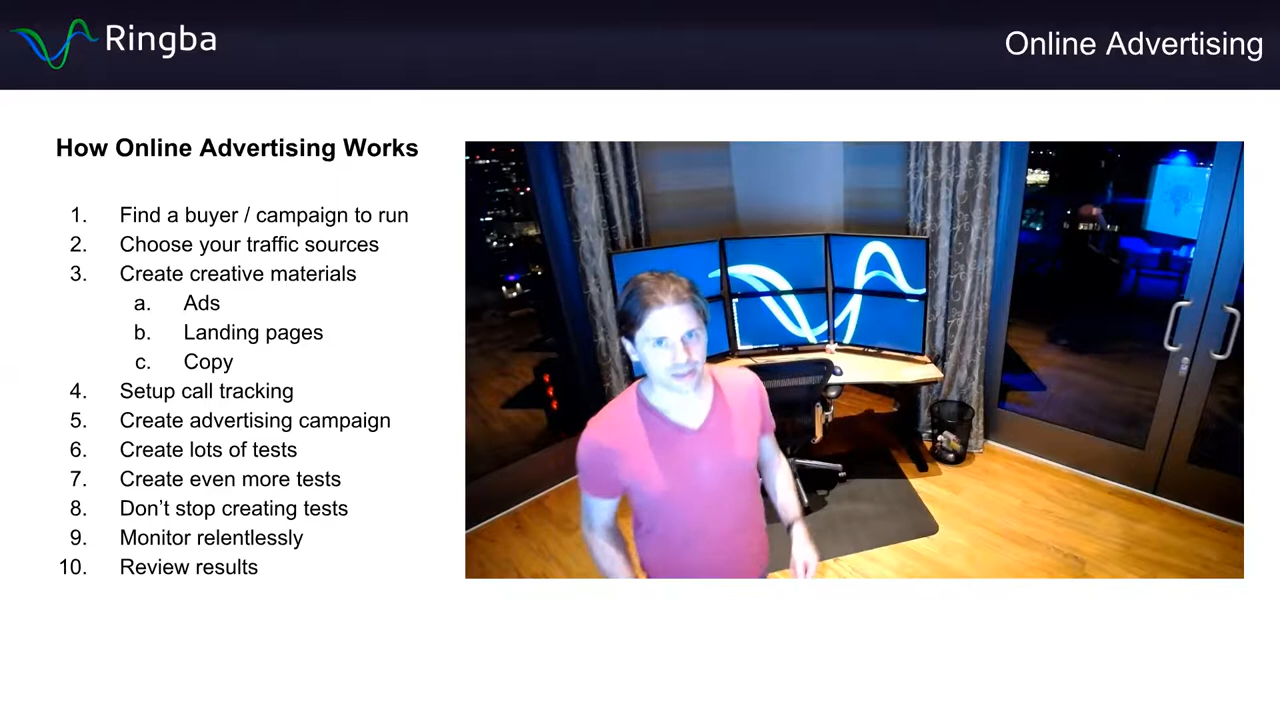 Ringba
Online Advertising
How Online Advertising Works
1. Find a buyer / campaign to run
2. Choose your traffic sources
3. Create creative materials
a. Ads
b. Landing pages
c. Copy
4. Setup call tracking
5. Create advertising campaign
6. Create lots of tests
7. Create even more tests
8. Don’t stop creating tests
9. Monitor relentlessly
10. Review results